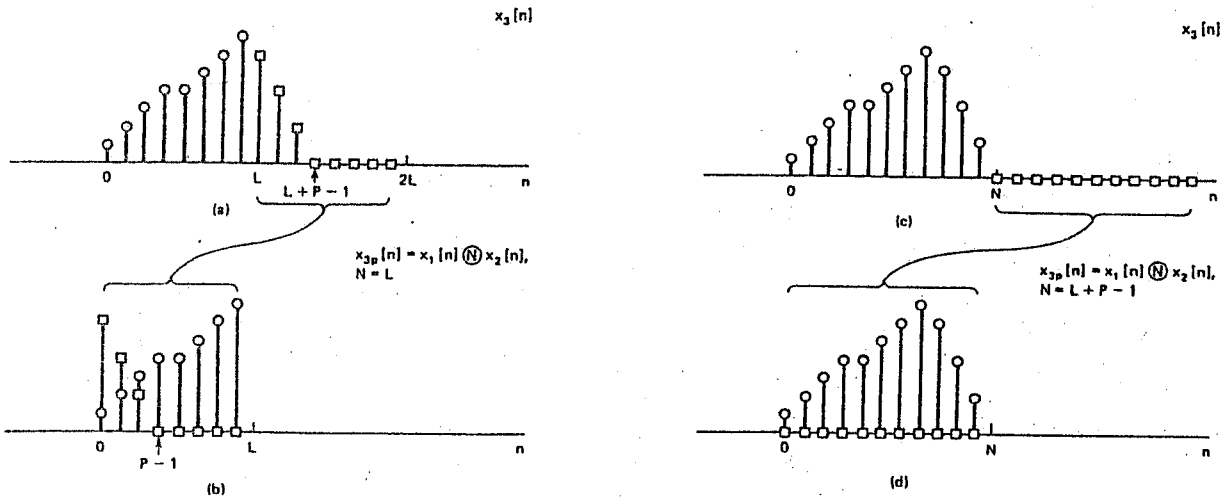 x₃[n]
0 L 2L n
L + P − 1
(a)
x₃ₚ[n] = x₁[n] Ⓝ x₂[n],
N = L
0 L n
P − 1
(b)
x₃[n]
0 N n
(c)
x₃ₚ[n] = x₁[n] Ⓝ x₂[n],
N = L + P − 1
0 N n
(d)